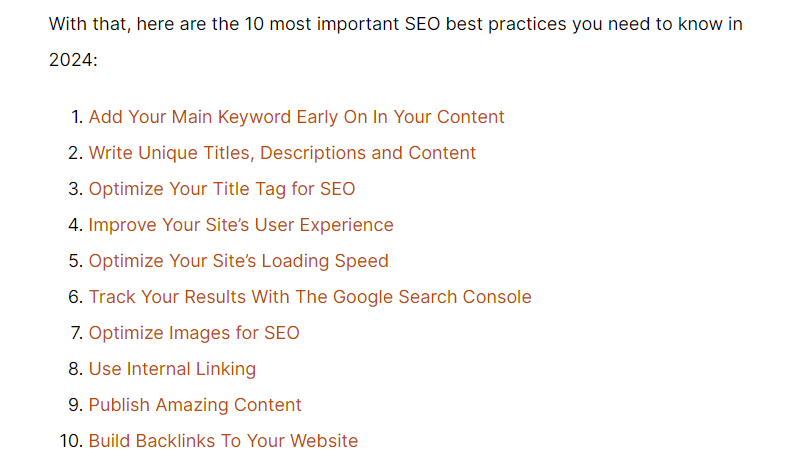 With that, here are the 10 most important SEO best practices you need to know in
2024:
1. Add Your Main Keyword Early On In Your Content
2. Write Unique Titles, Descriptions and Content
3. Optimize Your Title Tag for SEO
4. Improve Your Site’s User Experience
5. Optimize Your Site’s Loading Speed
6. Track Your Results With The Google Search Console
7. Optimize Images for SEO
8. Use Internal Linking
9. Publish Amazing Content
10. Build Backlinks To Your Website